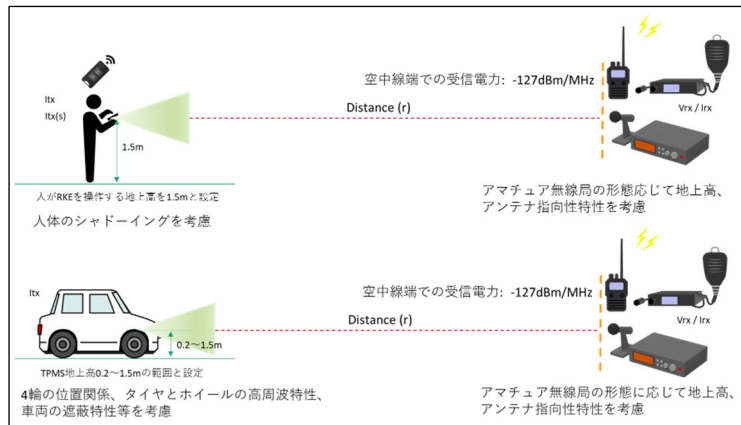 Itx
Itx(s)
1.5m
人がRKEを操作する地上高を1.5mと設定
人体のシャドーイングを考慮
空中線端での受信電力: -127dBm/MHz
Distance (r)
Vrx / Irx
アマチュア無線局の形態応じて地上高、
アンテナ指向性特性を考慮
Itx
0.2～1.5m
TPMS地上高0.2～1.5mの範囲と設定
4輪の位置関係、タイヤとホイールの高周波特性、
車両の遮蔽特性等を考慮
空中線端での受信電力: -127dBm/MHz
Distance (r)
Vrx / Irx
アマチュア無線局の形態に応じて地上高、
アンテナ指向性特性を考慮